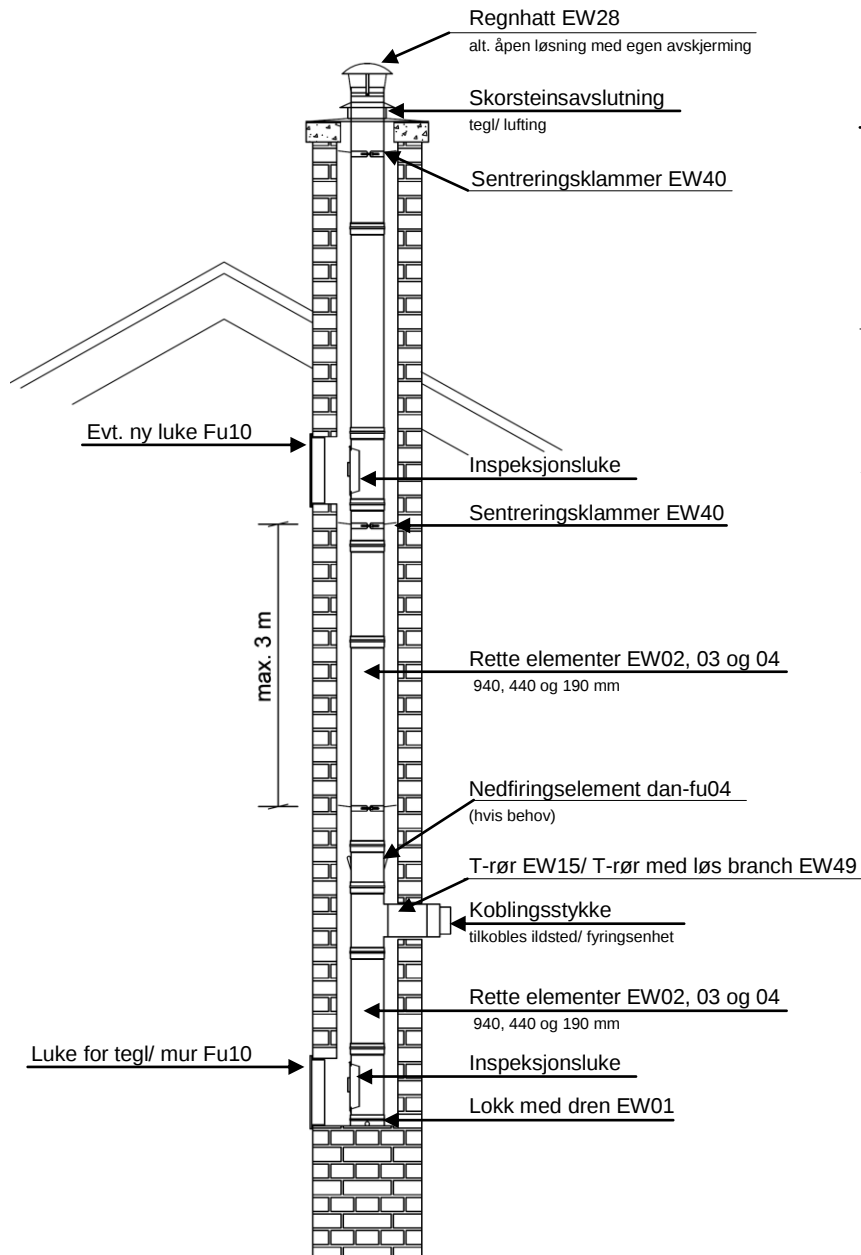 Regnhatt EW28
alt. åpen løsning med egen avskjerming
Skorsteinsavslutning
tegl/ lufting
Sentreringsklammer EW40
Evt. ny luke Fu10
Inspeksjonsluke
Sentreringsklammer EW40
max. 3 m
Rette elementer EW02, 03 og 04
940, 440 og 190 mm
Nedfiringselement dan-fu04
(hvis behov)
T-rør EW15/ T-rør med løs branch EW49
Koblingsstykke
tilkobles ildsted/ fyringsenhet
Rette elementer EW02, 03 og 04
940, 440 og 190 mm
Luke for tegl/ mur Fu10
Inspeksjonsluke
Lokk med dren EW01